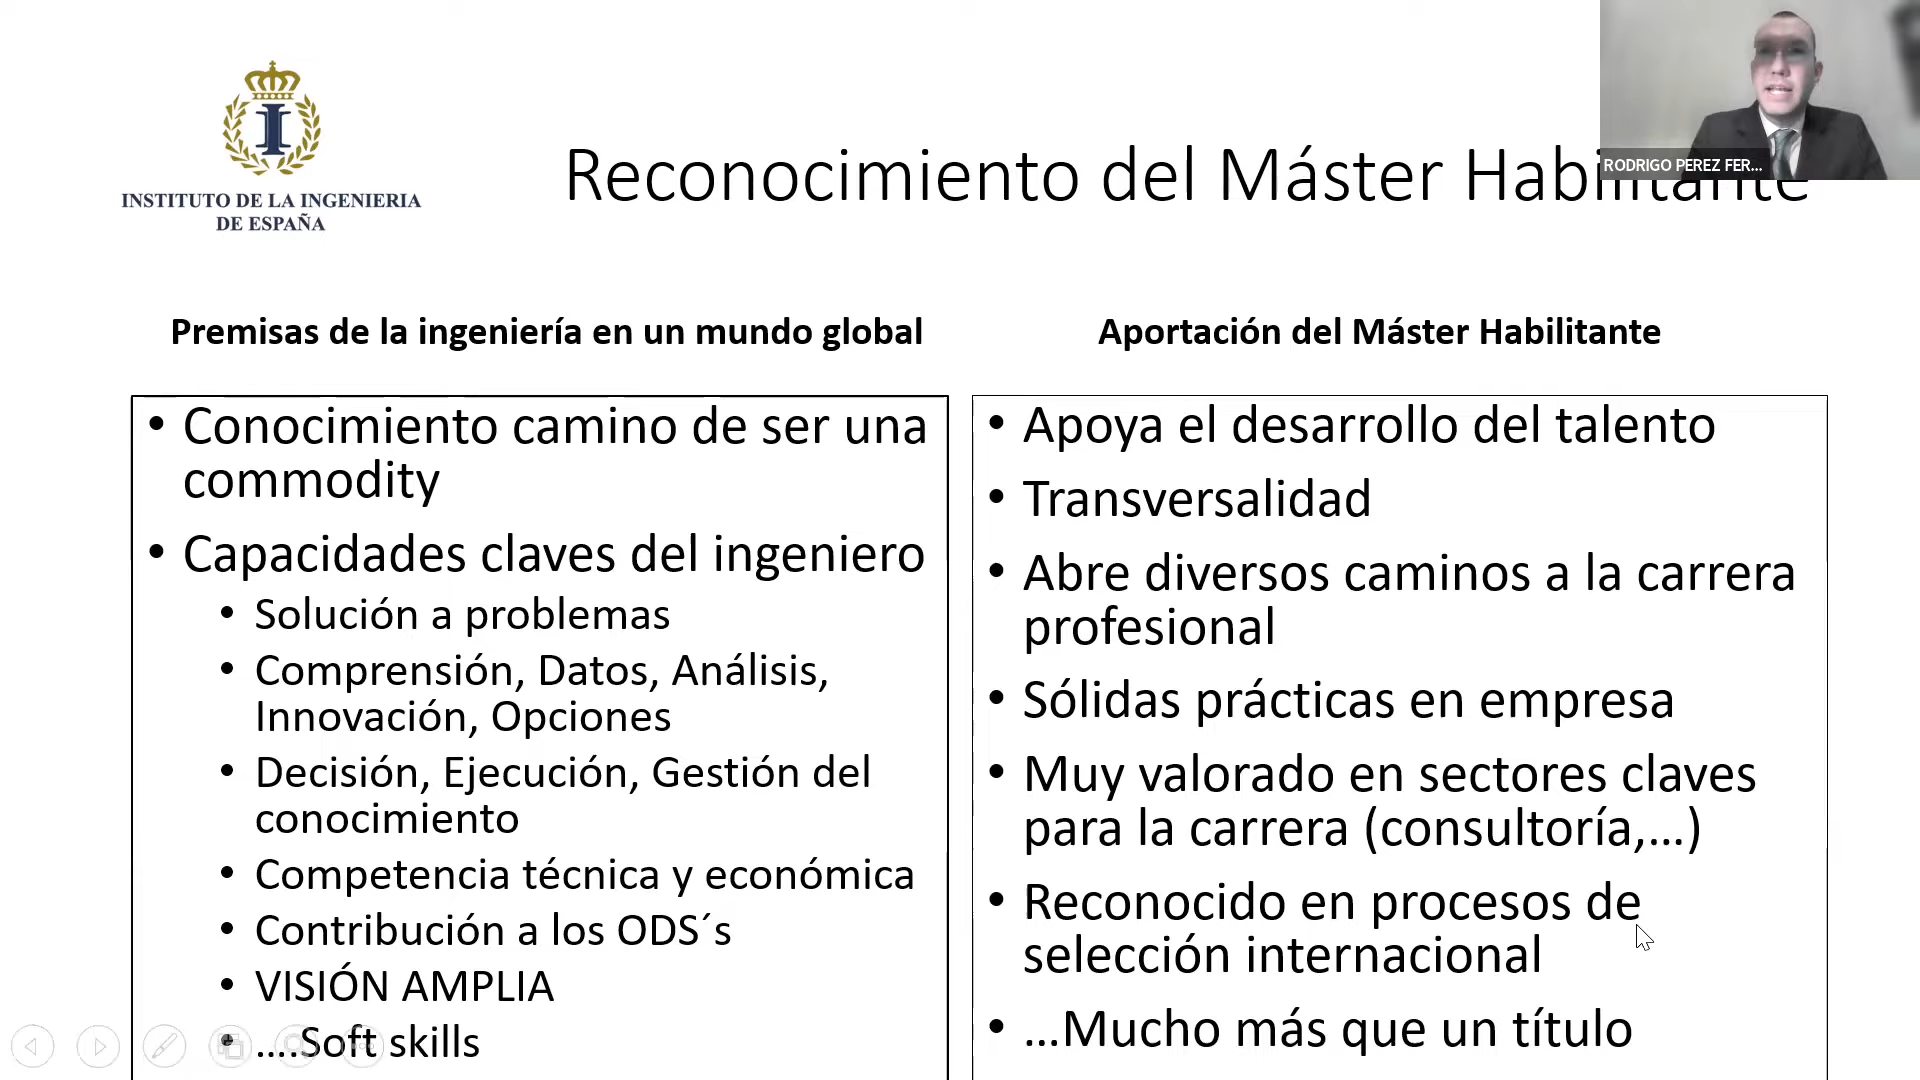 INSTITUTO DE LA INGENIERIA
DE ESPAÑA
Reconocimiento del Máster Habilitante
RODRIGO PEREZ FER...
Premisas de la ingeniería en un mundo global
• Conocimiento camino de ser una
commodity
• Capacidades claves del ingeniero
• Solución a problemas
• Comprensión, Datos, Análisis,
Innovación, Opciones
• Decisión, Ejecución, Gestión del
conocimiento
• Competencia técnica y económica
• Contribución a los ODS´s
• VISIÓN AMPLIA
• ....Soft skills
Aportación del Máster Habilitante
• Apoya el desarrollo del talento
• Transversalidad
• Abre diversos caminos a la carrera
profesional
• Sólidas prácticas en empresa
• Muy valorado en sectores claves
para la carrera (consultoría,...)
• Reconocido en procesos de
selección internacional
• ...Mucho más que un título